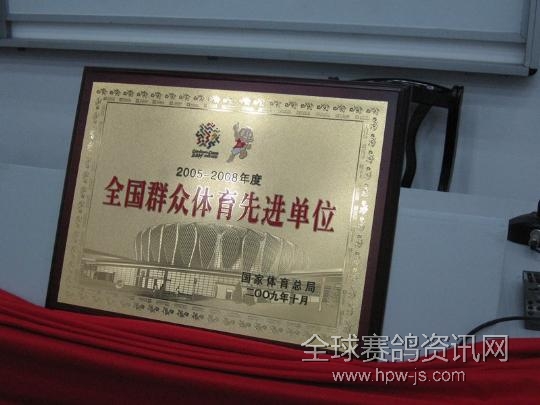 2005-2008年度
全国群众体育先进单位
国家体育总局
二〇〇九年十月
全球赛鸽资讯网
www.hpw-js.com